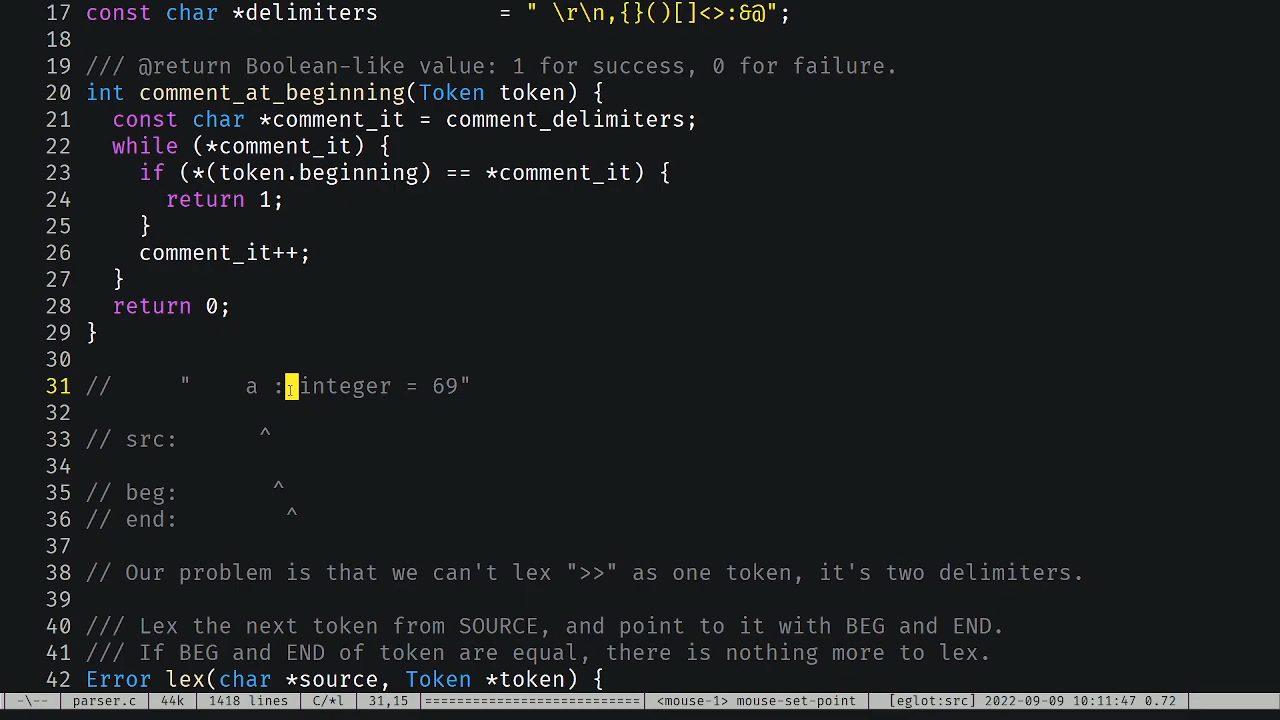 17 const char *delimiters         = " \r\n,{}()[]<>:&@";
18
19 /// @return Boolean-like value: 1 for success, 0 for failure.
20 int comment_at_beginning(Token token) {
21   const char *comment_it = comment_delimiters;
22   while (*comment_it) {
23     if (*(token.beginning) == *comment_it) {
24       return 1;
25     }
26     comment_it++;
27   }
28   return 0;
29 }
30
31 //     "    a : integer = 69"
32
33 // src:      ^
34
35 // beg:       ^
36 // end:        ^
37
38 // Our problem is that we can't lex ">>" as one token, it's two delimiters.
39
40 /// Lex the next token from SOURCE, and point to it with BEG and END.
41 /// If BEG and END of token are equal, there is nothing more to lex.
42 Error lex(char *source, Token *token) {
-\-- parser.c 44k 1418 lines C/*l 31,15 ========================== <mouse-1> mouse-set-point [eglot:src] 2022-09-09 10:11:47 0.72